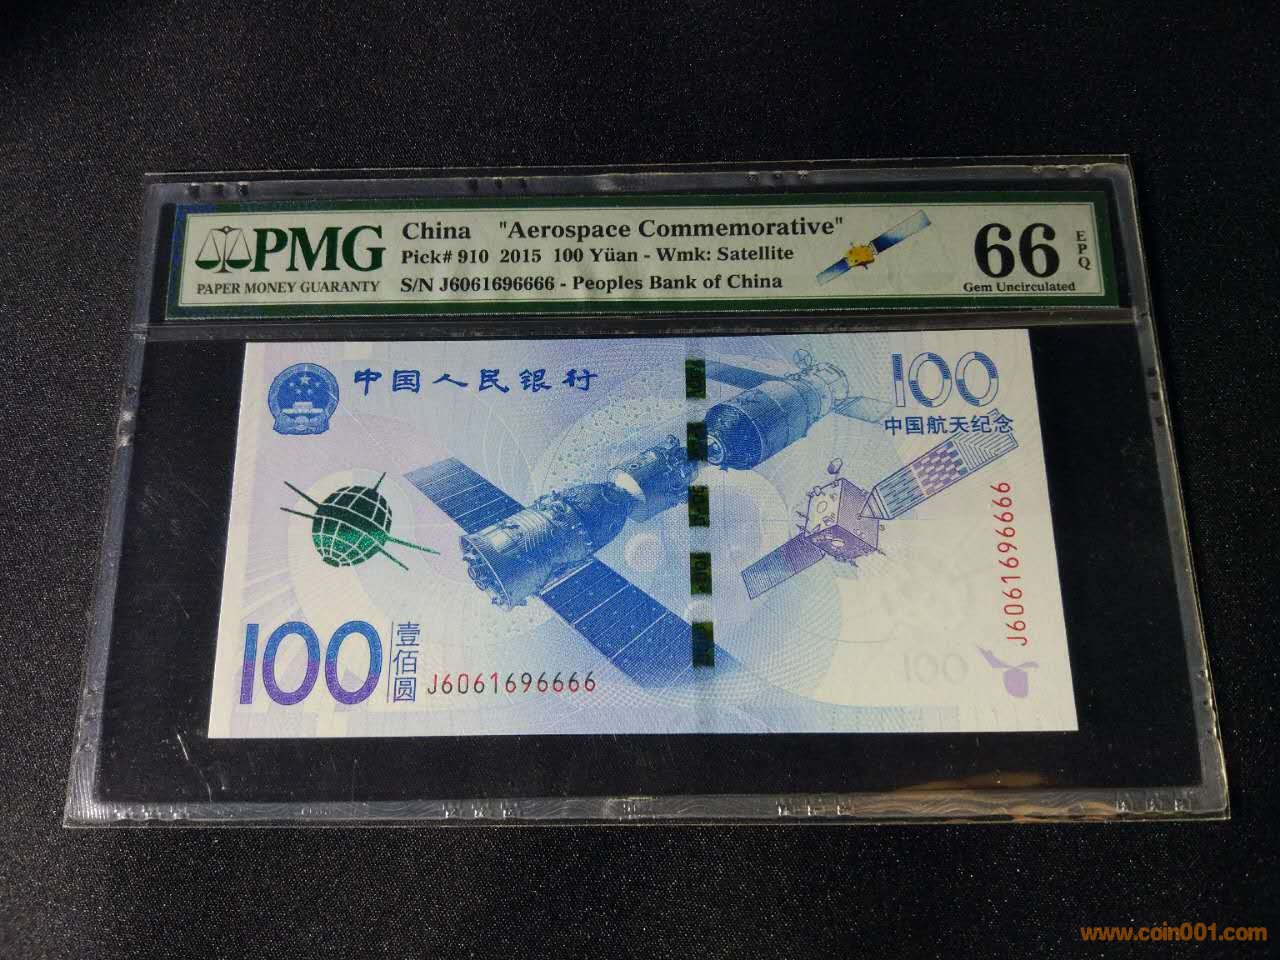 PMG
PAPER MONEY GUARANTY
China "Aerospace Commemorative"
Pick# 910 2015 100 Yüan - Wmk: Satellite
S/N J6061696666 - Peoples Bank of China
66
EPQ
Gem Uncirculated
中国人民银行
100
中国航天纪念
J6061696666
100
壹佰圆
J6061696666
100
www.coin001.com